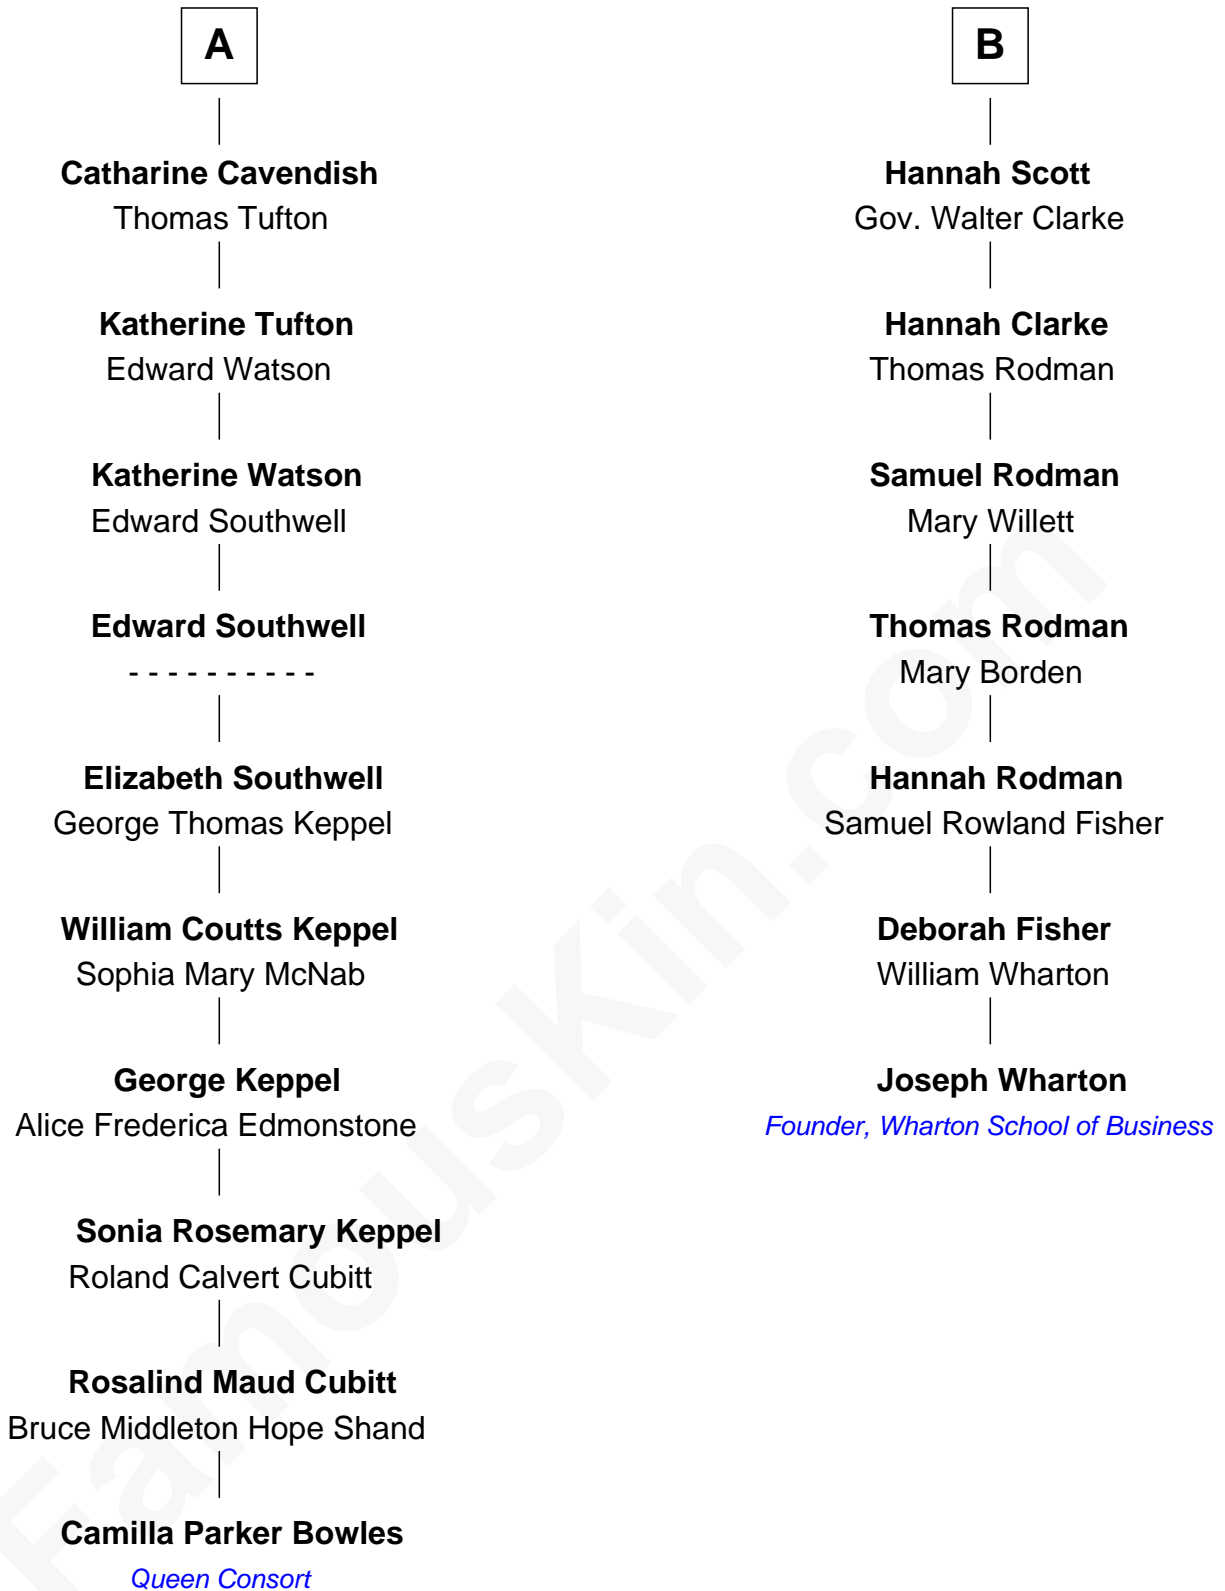 A
Catharine Cavendish
Thomas Tufton
Katherine Tufton
Edward Watson
Katherine Watson
Edward Southwell
Edward Southwell
- - - - - - - - - -
Elizabeth Southwell
George Thomas Keppel
William Coutts Keppel
Sophia Mary McNab
George Keppel
Alice Frederica Edmonstone
Sonia Rosemary Keppel
Roland Calvert Cubitt
Rosalind Maud Cubitt
Bruce Middleton Hope Shand
Camilla Parker Bowles
Queen Consort
B
Hannah Scott
Gov. Walter Clarke
Hannah Clarke
Thomas Rodman
Samuel Rodman
Mary Willett
Thomas Rodman
Mary Borden
Hannah Rodman
Samuel Rowland Fisher
Deborah Fisher
William Wharton
Joseph Wharton
Founder, Wharton School of Business
FamousKin.com